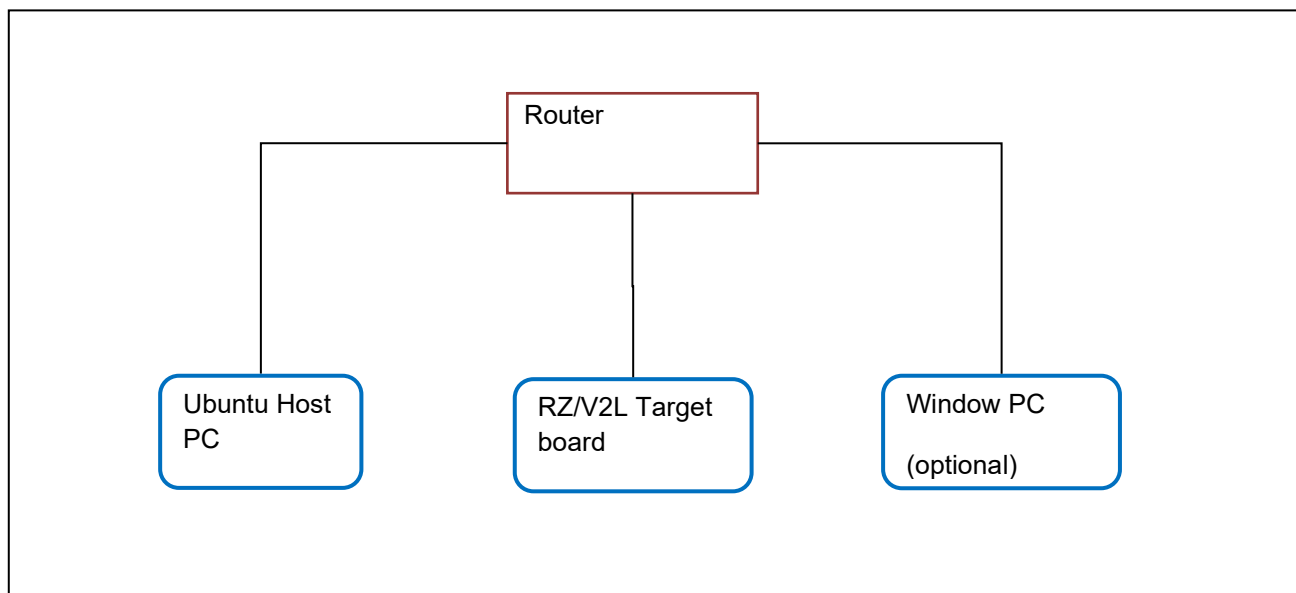 Router
Ubuntu Host
PC
RZ/V2L Target
board
Window PC
(optional)